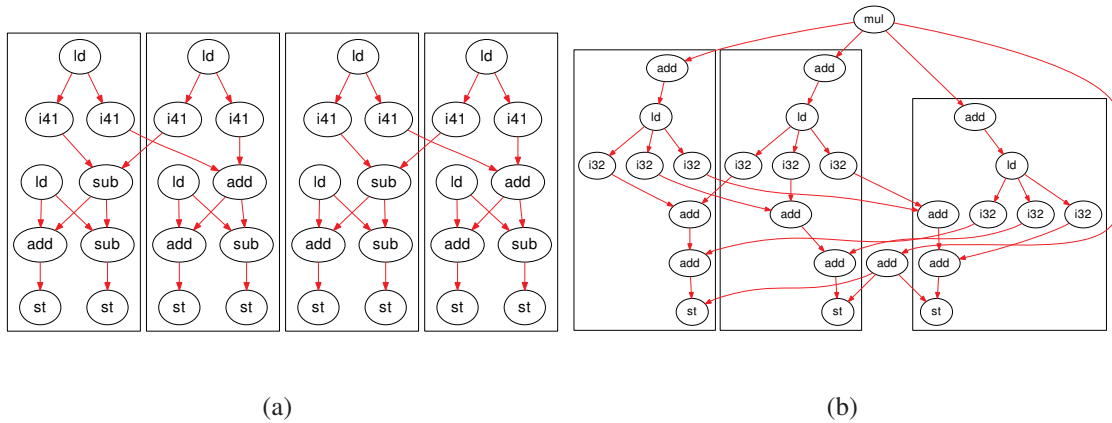 mul
ld ld ld ld
add add
add
ld ld
i41 i41 i41 i41 i41 i41 i41 i41
i32 i32 i32 i32 i32 i32
ld
ld sub ld add ld sub ld add
add add add i32 i32 i32
add sub add sub add sub add sub
add add add add
st st st st st st st st
st st st
(a) (b)